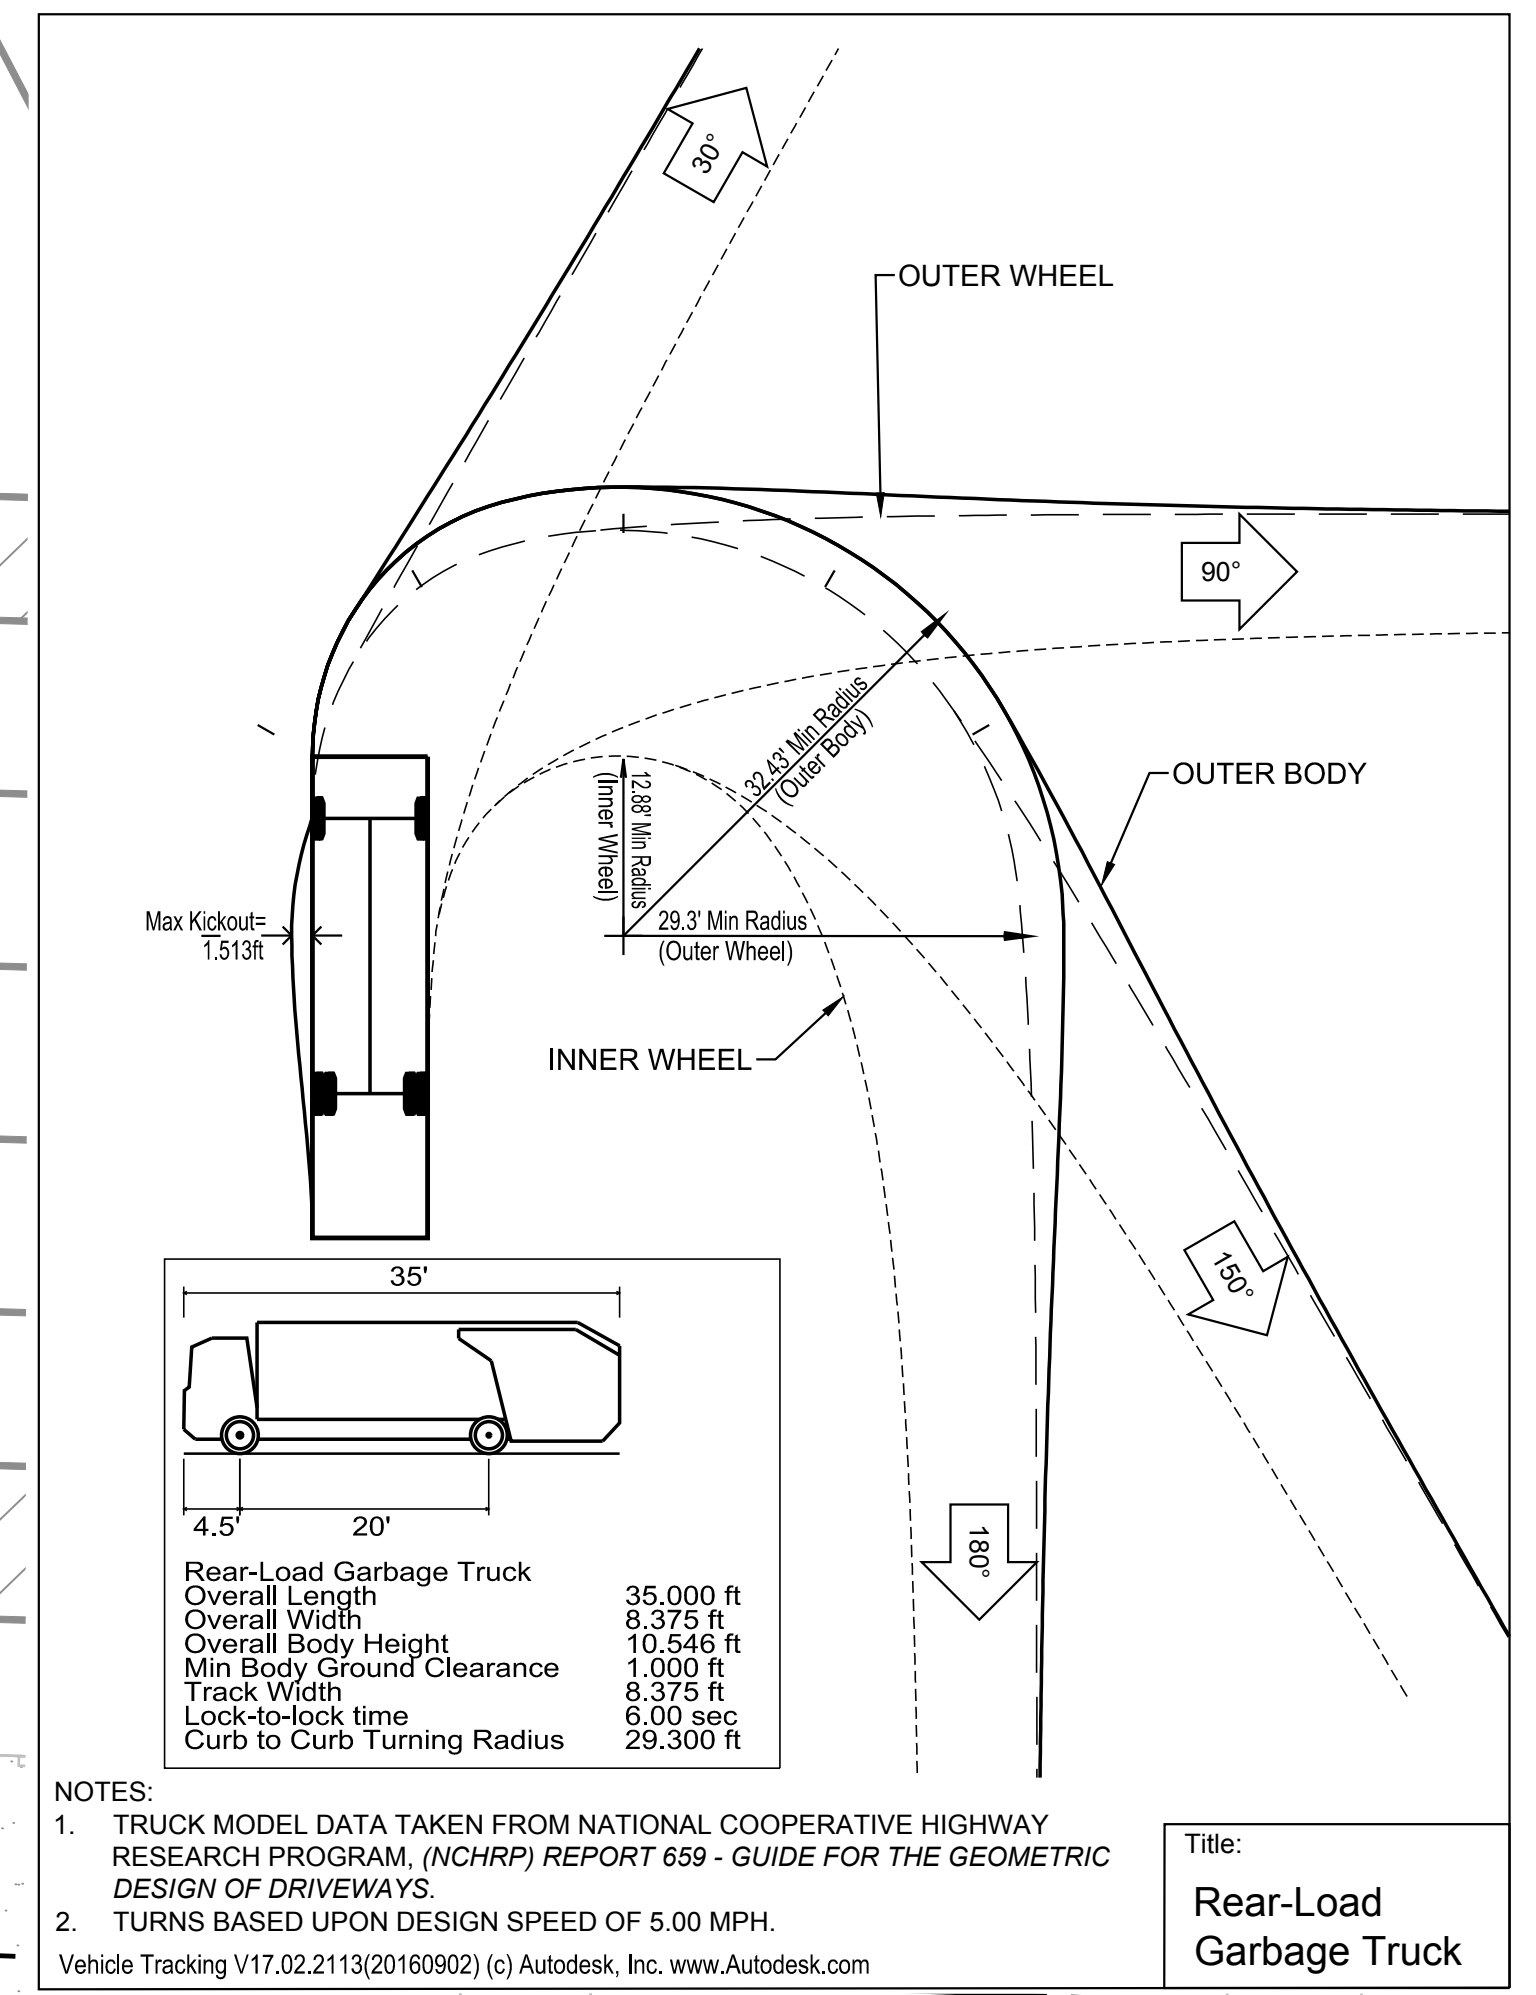 30°
OUTER WHEEL
90°
32.43' Min Radius
(Outer Body)
OUTER BODY
12.88' Min Radius
(Inner Wheel)
Max Kickout=
1.513ft
29.3' Min Radius
(Outer Wheel)
INNER WHEEL
150°
180°
35'
4.5'
20'
Rear-Load Garbage Truck
Overall Length 35.000 ft
Overall Width 8.375 ft
Overall Body Height 10.546 ft
Min Body Ground Clearance 1.000 ft
Track Width 8.375 ft
Lock-to-lock time 6.00 sec
Curb to Curb Turning Radius 29.300 ft
NOTES:
1. TRUCK MODEL DATA TAKEN FROM NATIONAL COOPERATIVE HIGHWAY
RESEARCH PROGRAM, (NCHRP) REPORT 659 - GUIDE FOR THE GEOMETRIC
DESIGN OF DRIVEWAYS.
2. TURNS BASED UPON DESIGN SPEED OF 5.00 MPH.
Vehicle Tracking V17.02.2113(20160902) (c) Autodesk, Inc. www.Autodesk.com
Title:
Rear-Load
Garbage Truck